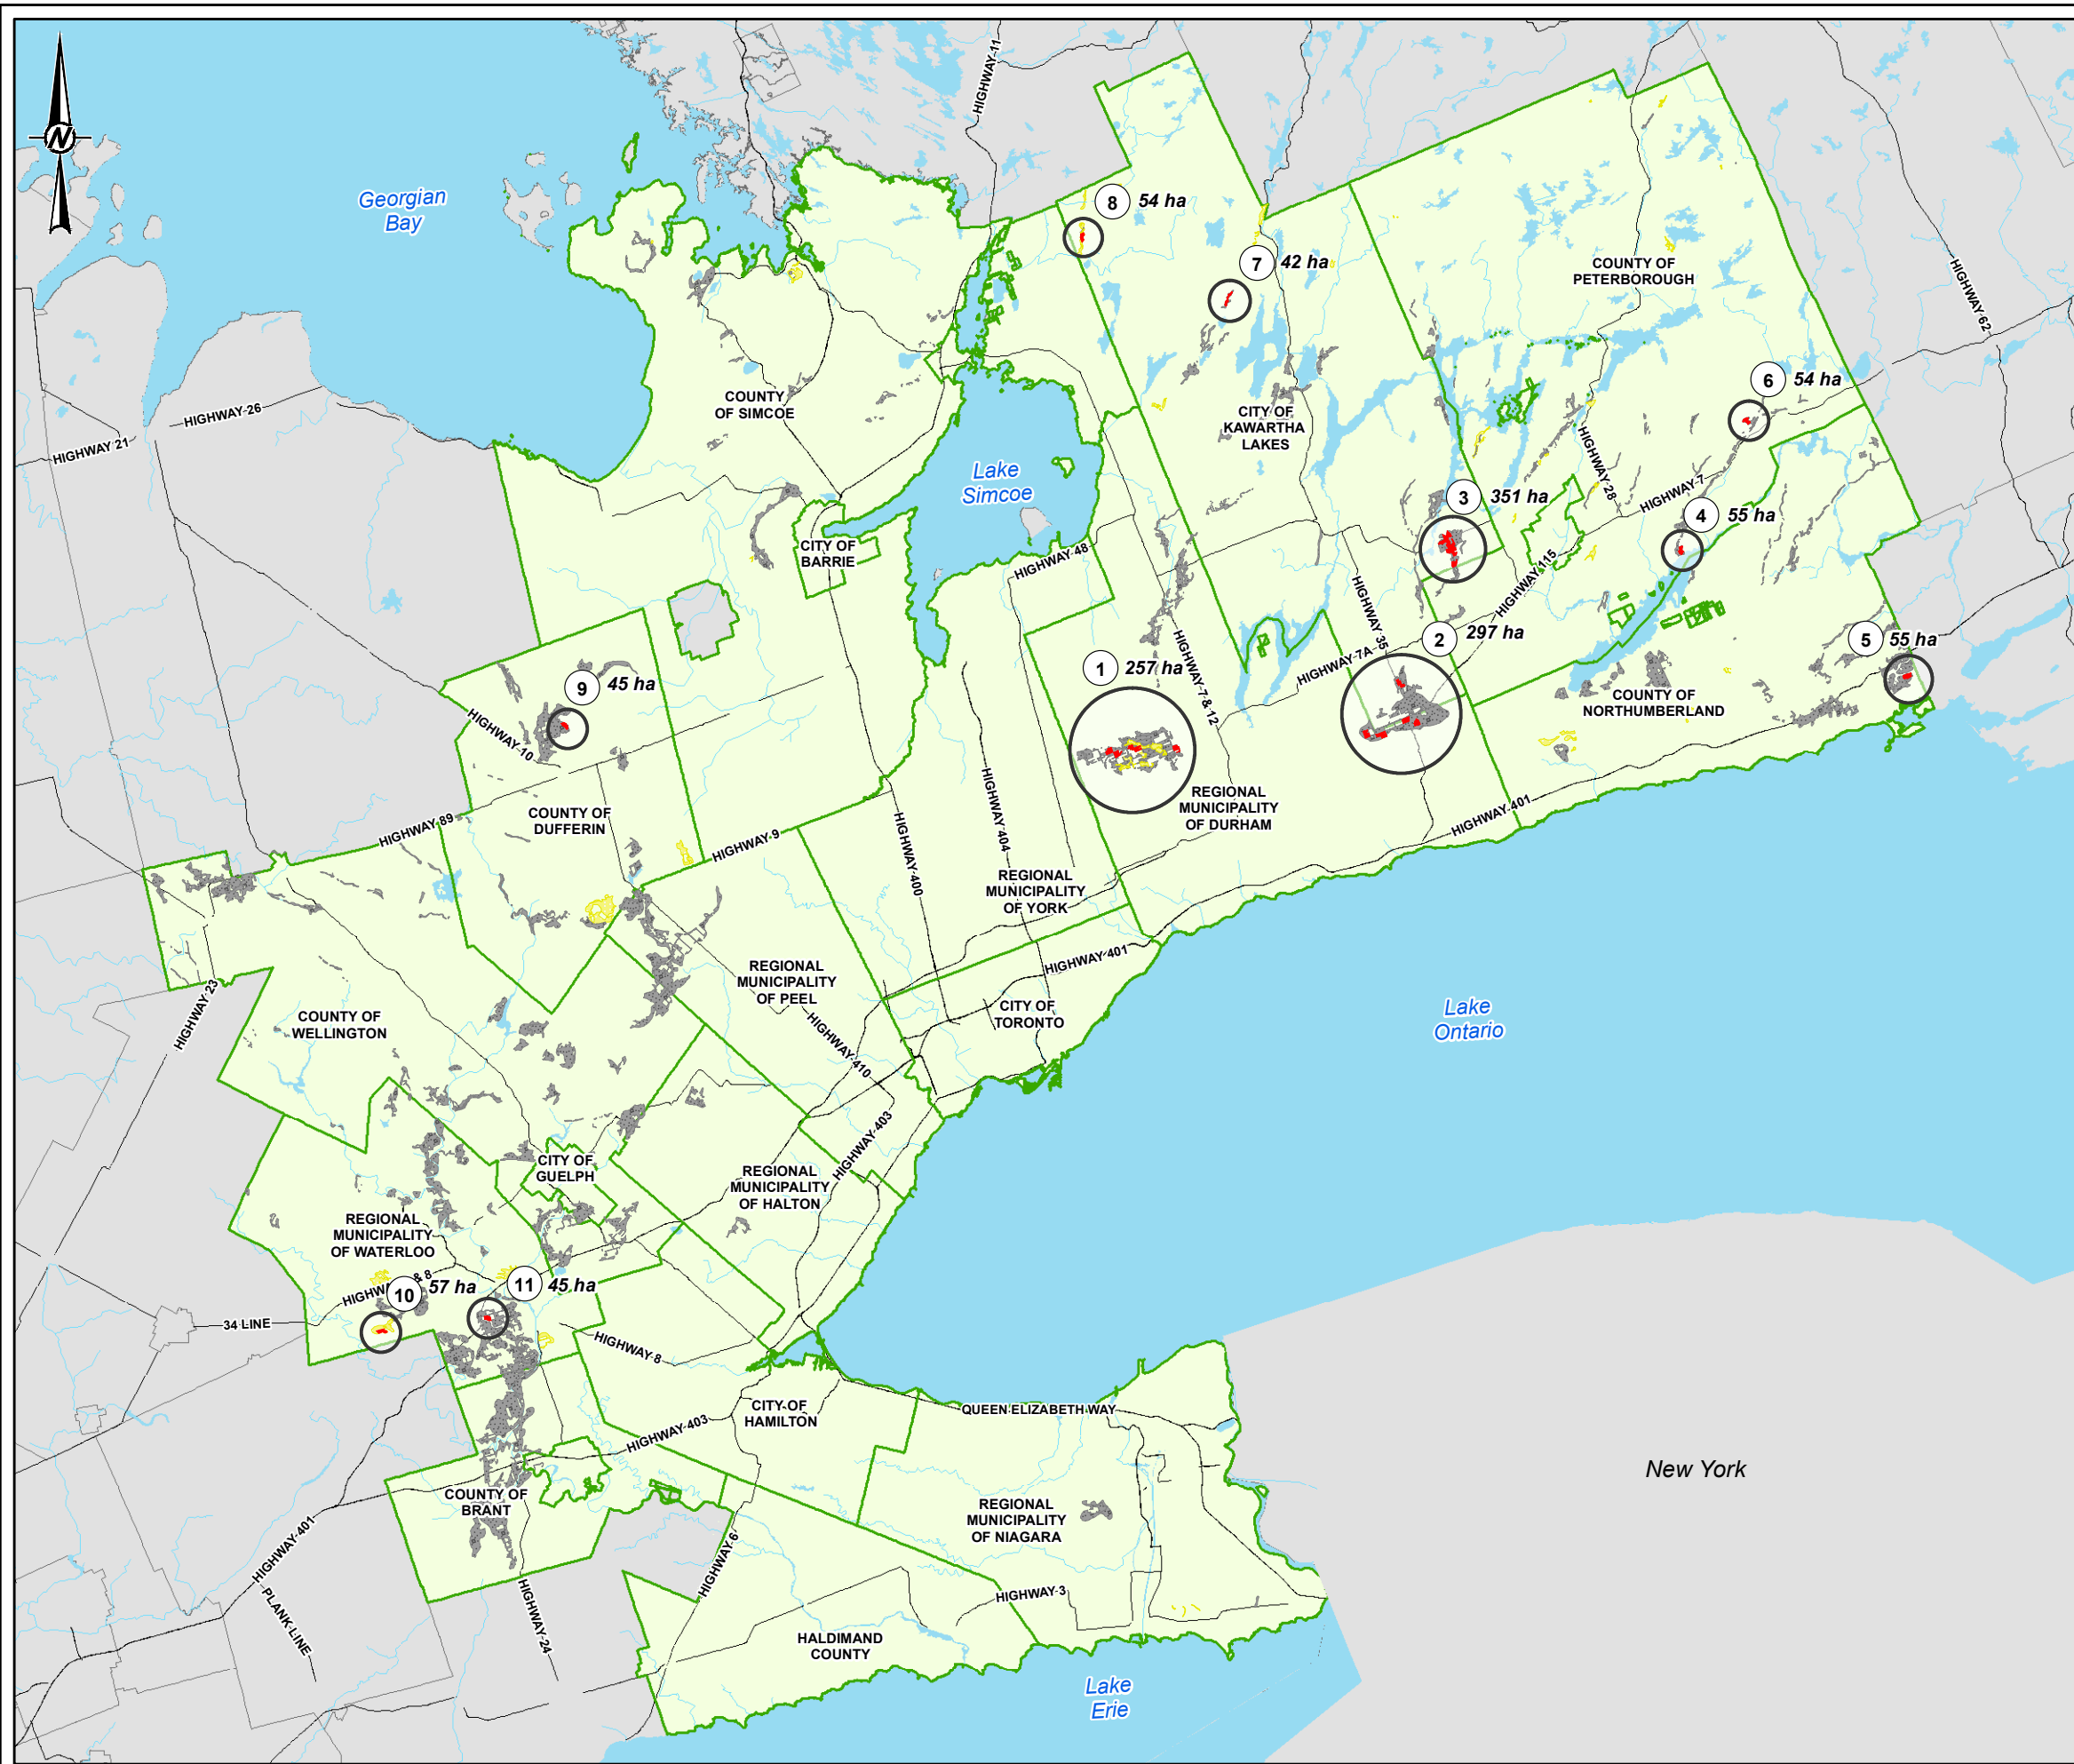 N
Georgian
Bay
HIGHWAY 11
8 54 ha
7 42 ha
COUNTY OF
PETERBOROUGH
HIGHWAY 62
HIGHWAY 26
HIGHWAY 21
COUNTY
OF SIMCOE
6 54 ha
CITY OF
KAWARTHA
LAKES
HIGHWAY 28
Lake
Simcoe
3 351 ha
HIGHWAY 7
4 55 ha
CITY OF
BARRIE
HIGHWAY 48
HIGHWAY 115
HIGHWAY 35
2 297 ha
5 55 ha
1 257 ha
HIGHWAY 7 & 12
HIGHWAY 7A
9 45 ha
COUNTY OF
NORTHUMBERLAND
HIGHWAY 10
REGIONAL
MUNICIPALITY
OF DURHAM
HIGHWAY 401
COUNTY OF
DUFFERIN
HIGHWAY 89
HIGHWAY 9
HIGHWAY 400
HIGHWAY 404
REGIONAL
MUNICIPALITY
OF YORK
HIGHWAY 401
REGIONAL
MUNICIPALITY
OF PEEL
CITY OF
TORONTO
Lake
Ontario
HIGHWAY 23
COUNTY OF
WELLINGTON
HIGHWAY 410
HIGHWAY 403
CITY OF
GUELPH
REGIONAL
MUNICIPALITY
OF HALTON
REGIONAL
MUNICIPALITY
OF WATERLOO
HIGHWAY & 8
10 57 ha
11 45 ha
34 LINE
HIGHWAY 8
CITY OF
HAMILTON
QUEEN ELIZABETH WAY
HIGHWAY 403
New York
COUNTY OF
BRANT
REGIONAL
MUNICIPALITY
OF NIAGARA
HIGHWAY 401
PLANK LINE
HIGHWAY 6
HIGHWAY 24
HIGHWAY 3
HALDIMAND
COUNTY
Lake
Erie